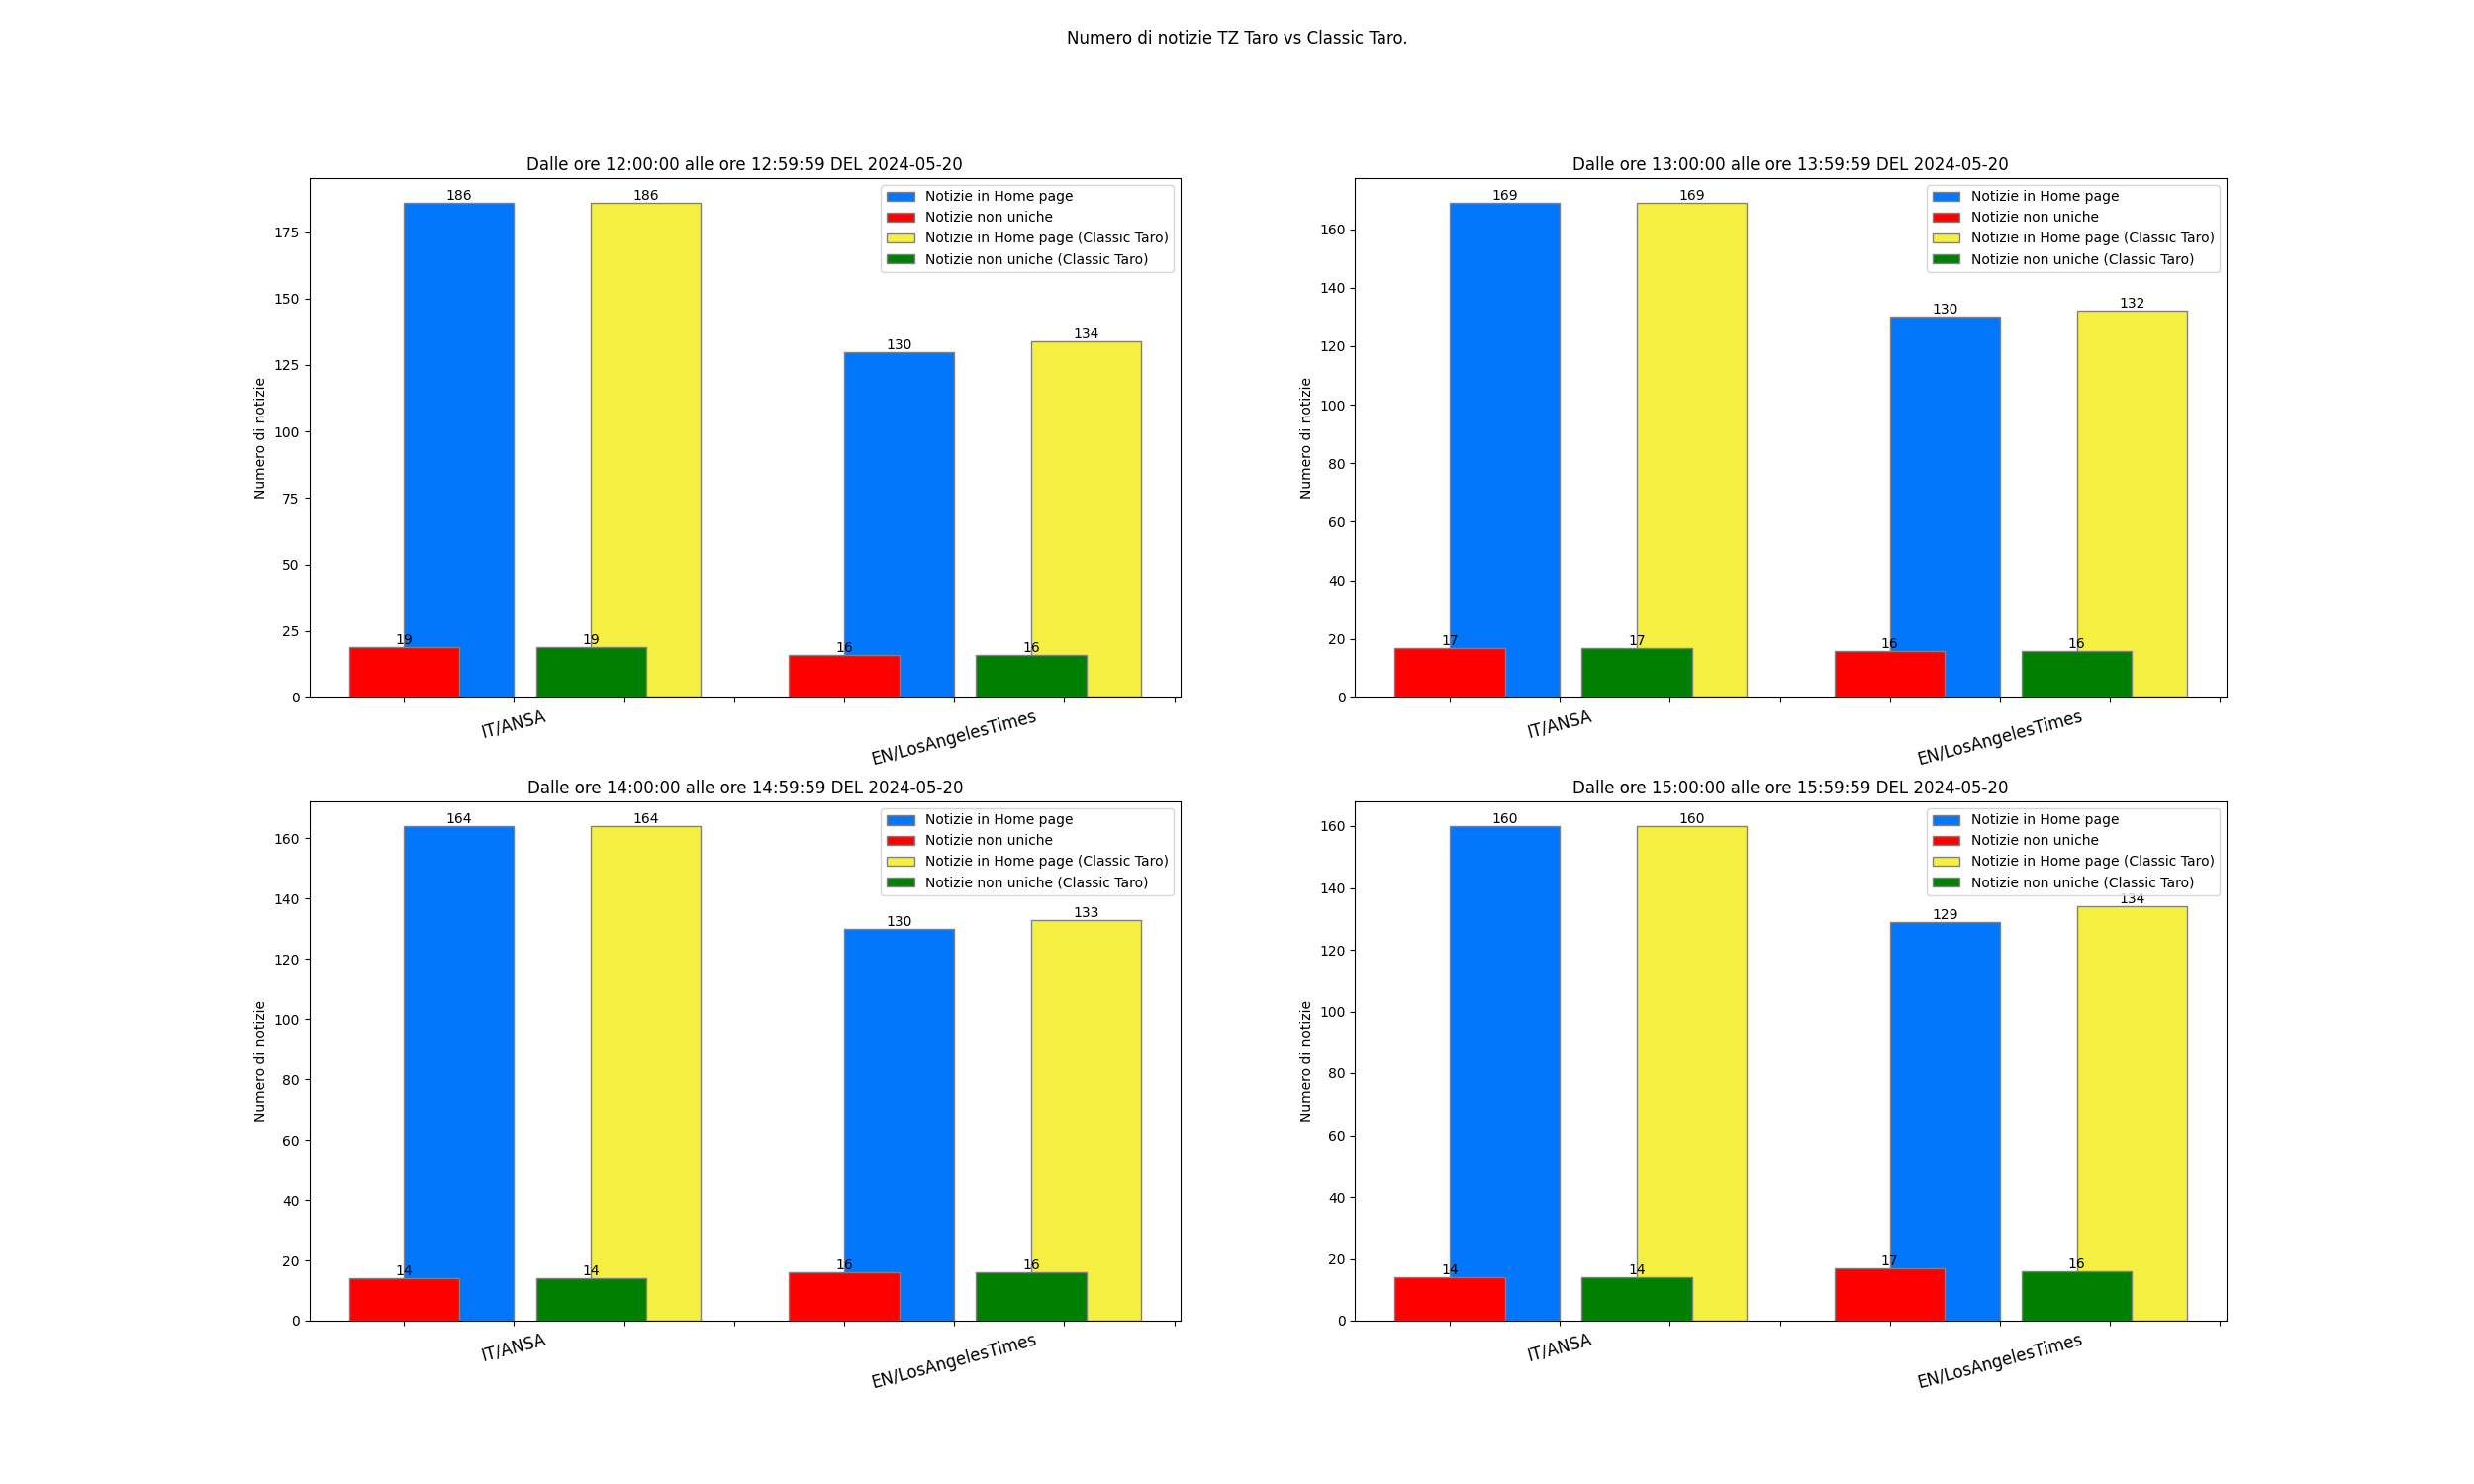 Numero di notizie TZ Taro vs Classic Taro.
Dalle ore 12:00:00 alle ore 12:59:59 DEL 2024-05-20
Numero di notizie
175
150
125
100
75
50
25
0
186
186
130
134
19
19
16
16
Notizie in Home page
Notizie non uniche
Notizie in Home page (Classic Taro)
Notizie non uniche (Classic Taro)
IT/ANSA
EN/LosAngelesTimes
Dalle ore 13:00:00 alle ore 13:59:59 DEL 2024-05-20
Numero di notizie
160
140
120
100
80
60
40
20
0
169
169
130
132
17
17
16
16
Notizie in Home page
Notizie non uniche
Notizie in Home page (Classic Taro)
Notizie non uniche (Classic Taro)
IT/ANSA
EN/LosAngelesTimes
Dalle ore 14:00:00 alle ore 14:59:59 DEL 2024-05-20
Numero di notizie
160
140
120
100
80
60
40
20
0
164
164
130
133
14
14
16
16
Notizie in Home page
Notizie non uniche
Notizie in Home page (Classic Taro)
Notizie non uniche (Classic Taro)
IT/ANSA
EN/LosAngelesTimes
Dalle ore 15:00:00 alle ore 15:59:59 DEL 2024-05-20
Numero di notizie
160
140
120
100
80
60
40
20
0
160
160
129
134
14
14
17
16
Notizie in Home page
Notizie non uniche
Notizie in Home page (Classic Taro)
Notizie non uniche (Classic Taro)
IT/ANSA
EN/LosAngelesTimes